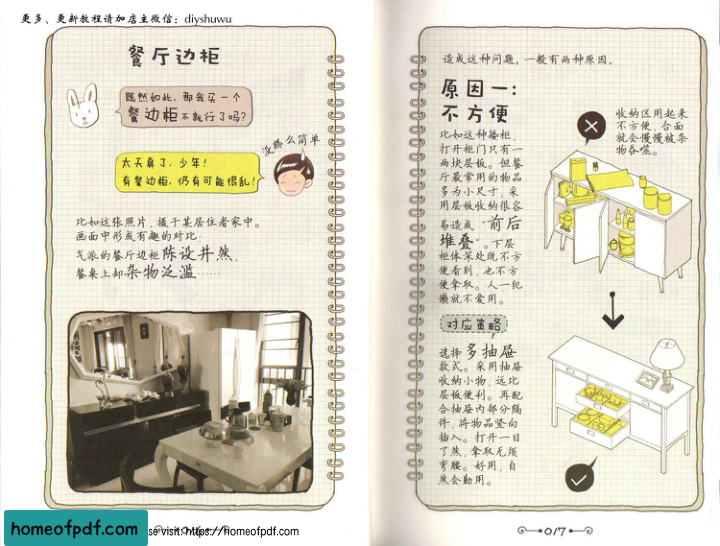 更多、更新教程请加店主微信：diyshuwu
餐厅边柜
既然如此，那我买一个
餐边柜不就行了吗？
没那么简单
太天真了，少年！
有餐边柜，仍有可能很乱！
比如这张照片，摄于某居住者家中。
画面中形成有趣的对比：
气派的餐厅边柜陈设井然，
餐桌上却杂物泛滥……
homeofpdf.com
se visit: https://homeofpdf.com
造成这种问题，一般有两种原因。
原因一：
不方便
比如这种矮柜，
打开柜门只有一
两块层板。但餐
厅最常用的物品
多为小尺寸，采
用层板收纳很容
易造成“前后
堆叠”。下层
柜体深处既不方
便看到，也不方
便拿取。人一犯
懒就不爱用。
收纳区用起来
不方便，台面
就会慢慢被杂
物吞噬。
对应策略
选择多抽屉
款式。采用抽屉
收纳小物，远比
层板便利。再配
合抽屉内部分隔
件，将物品竖向
插入。打开一目
了然，拿取无须
弯腰。好用，自
然会勤用。
017